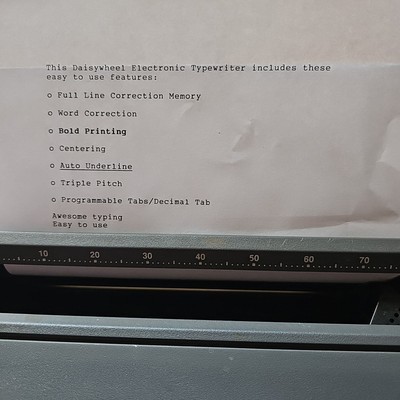 This Daisywheel Electronic Typewriter includes these
easy to use features:
o Full Line Correction Memory
o Word Correction
o Bold Printing
o Centering
o Auto Underline
o Triple Pitch
o Programmable Tabs/Decimal Tab
Awesome typing
Easy to use
10 20 30 40 50 60 70